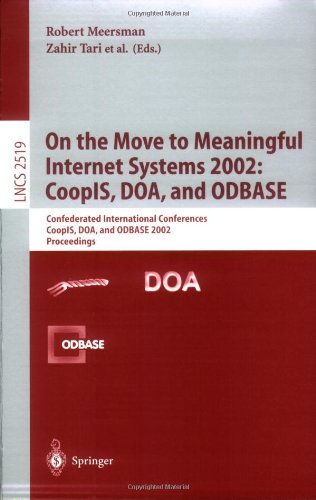 Robert Meersman
Zahir Tari et al. (Eds.)
LNCS 2519
On the Move to Meaningful
Internet Systems 2002:
CoopIS, DOA, and ODBASE
Confederated International Conferences
CoopIS, DOA, and ODBASE 2002
Proceedings
DOA
ODBASE
Springer